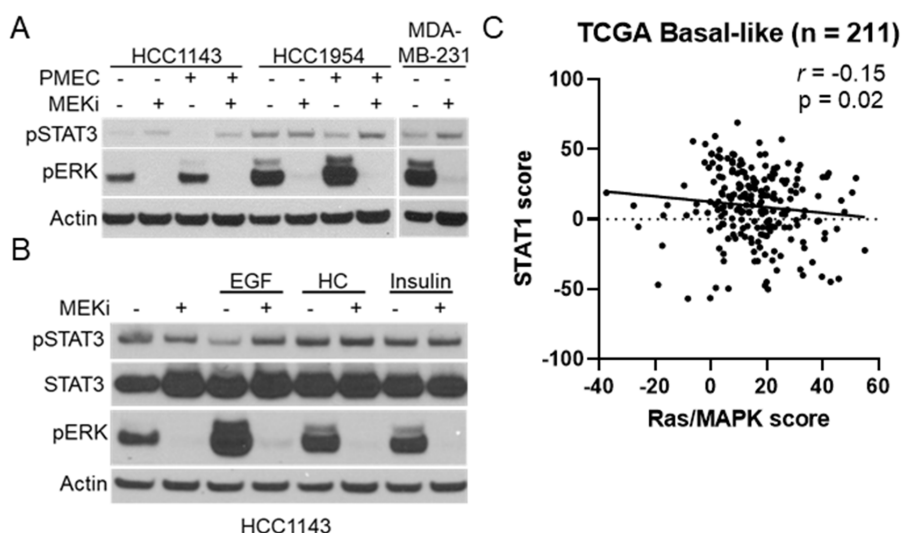 A
HCC1143 HCC1954 MDA-
MB-231
PMEC - - + + - - + +
MEKi - + - + - + - + - +
pSTAT3
pERK
Actin
B
EGF HC Insulin
MEKi - + - + - + - +
pSTAT3
STAT3
pERK
Actin
HCC1143
C
TCGA Basal-like (n = 211)
r = -0.15
p = 0.02
100
50
0
-50
-100
STAT1 score
-40 -20 0 20 40 60
Ras/MAPK score